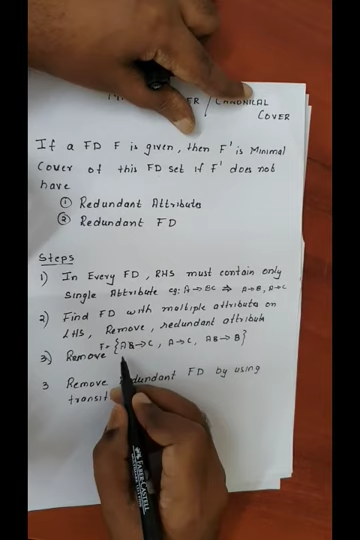 / CANONICAL
COVER
If a FD F is given, then F' is Minimal
Cover of this FD set if F' does not
have
① Redundant Attribute
② Redundant FD
Steps
1) In Every FD, RHS must contain only
Single Attribute eg: A→BC ⇒ A→B, A→C
2) Find FD with multiple attribute on
LHS, Remove, redundant attribute
F= {AB→C, A→C, AB→B}
3) Remove
3 Remove redundant FD by using
FABER-CASTELL